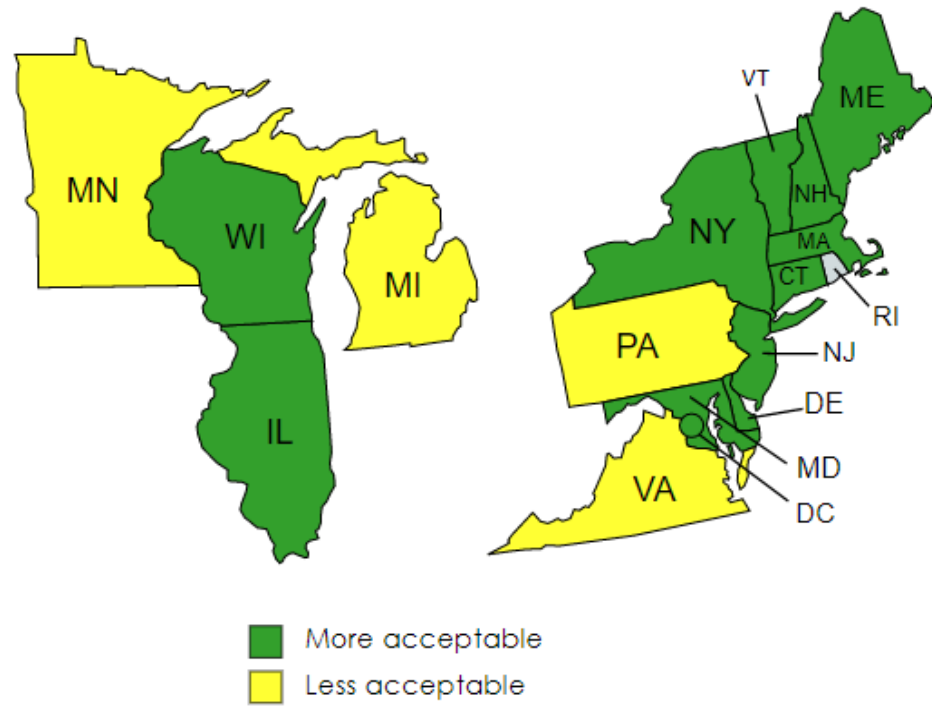 VT
ME
MN
NH
WI
NY
MA
MI
CT
RI
PA
NJ
DE
IL
MD
VA
DC
More acceptable
Less acceptable